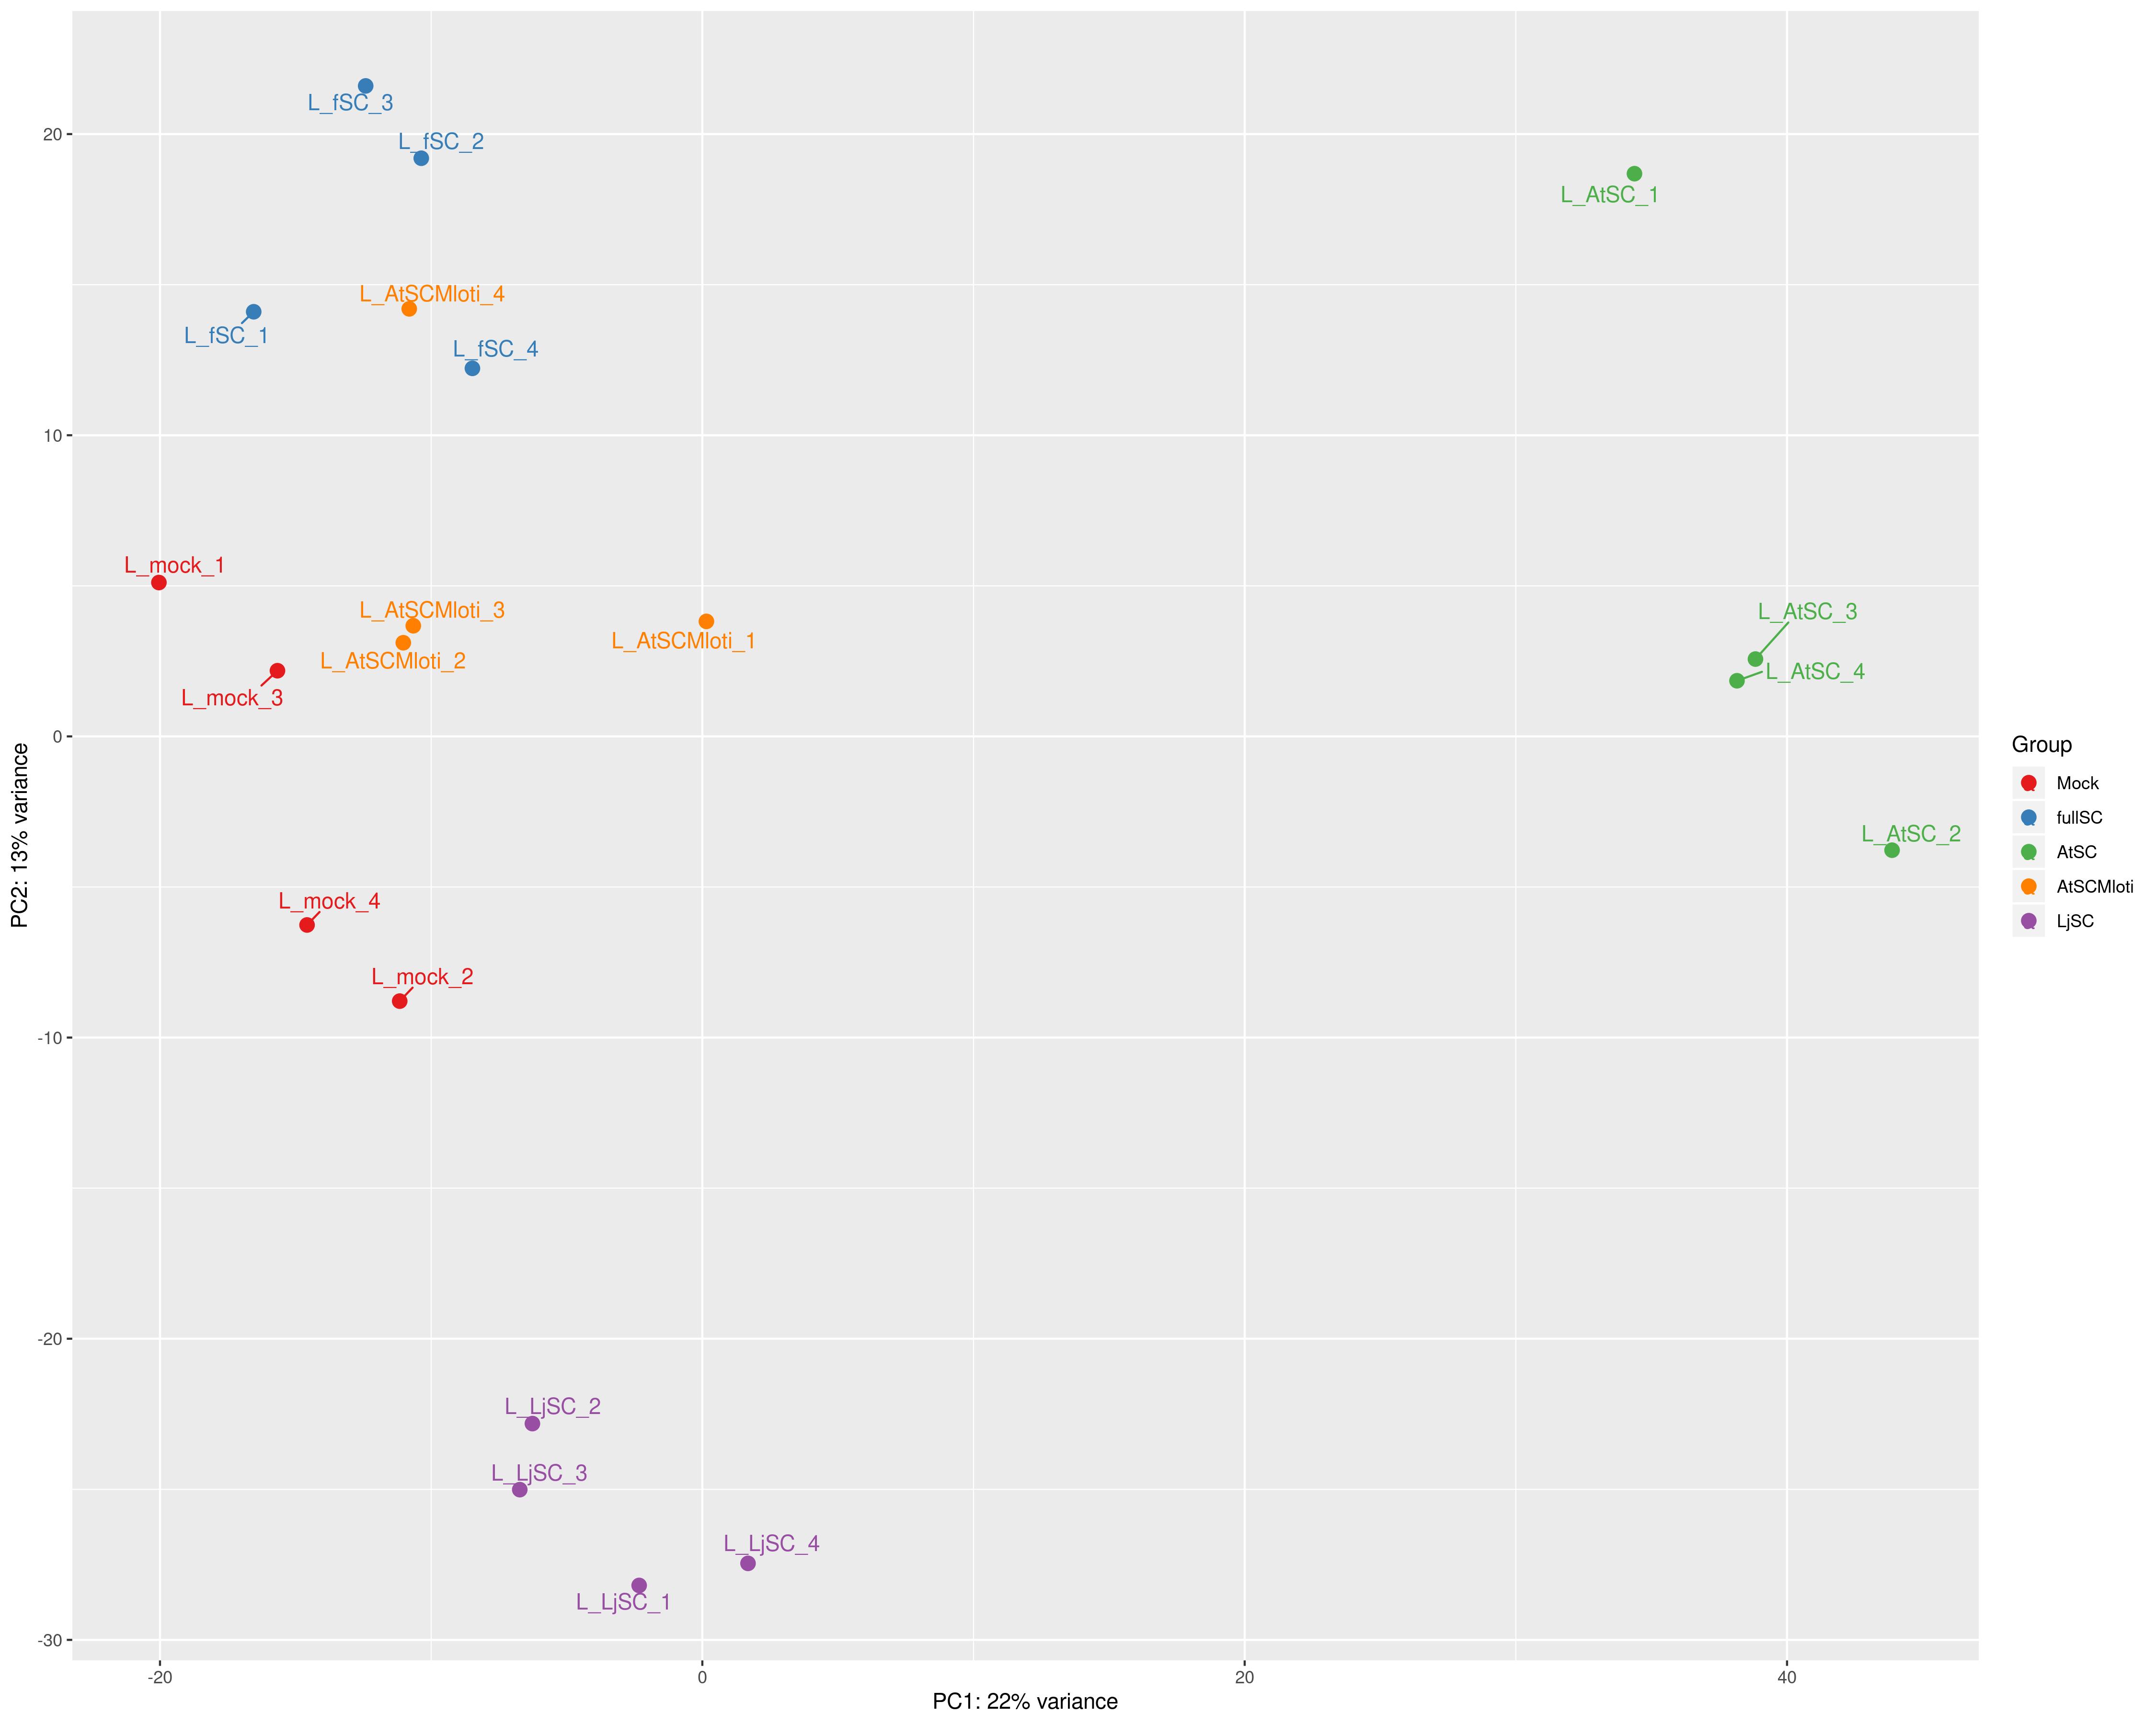 L_fSC_3
L_fSC_2
20
L_AtSC_1
L_AtSCMloti_4
L_fSC_1
L_fSC_4
10
L_mock_1
L_AtSCMloti_3
L_AtSC_3
L_AtSCMloti_1
L_AtSCMloti_2
L_AtSC_4
L_mock_3
0
PC2: 13% variance
Group
Mock
fullSC
AtSC
AtSCMloti
LjSC
L_AtSC_2
L_mock_4
L_mock_2
-10
-20
L_LjSC_2
L_LjSC_3
L_LjSC_4
L_LjSC_1
-30
-20 0 20 40
PC1: 22% variance